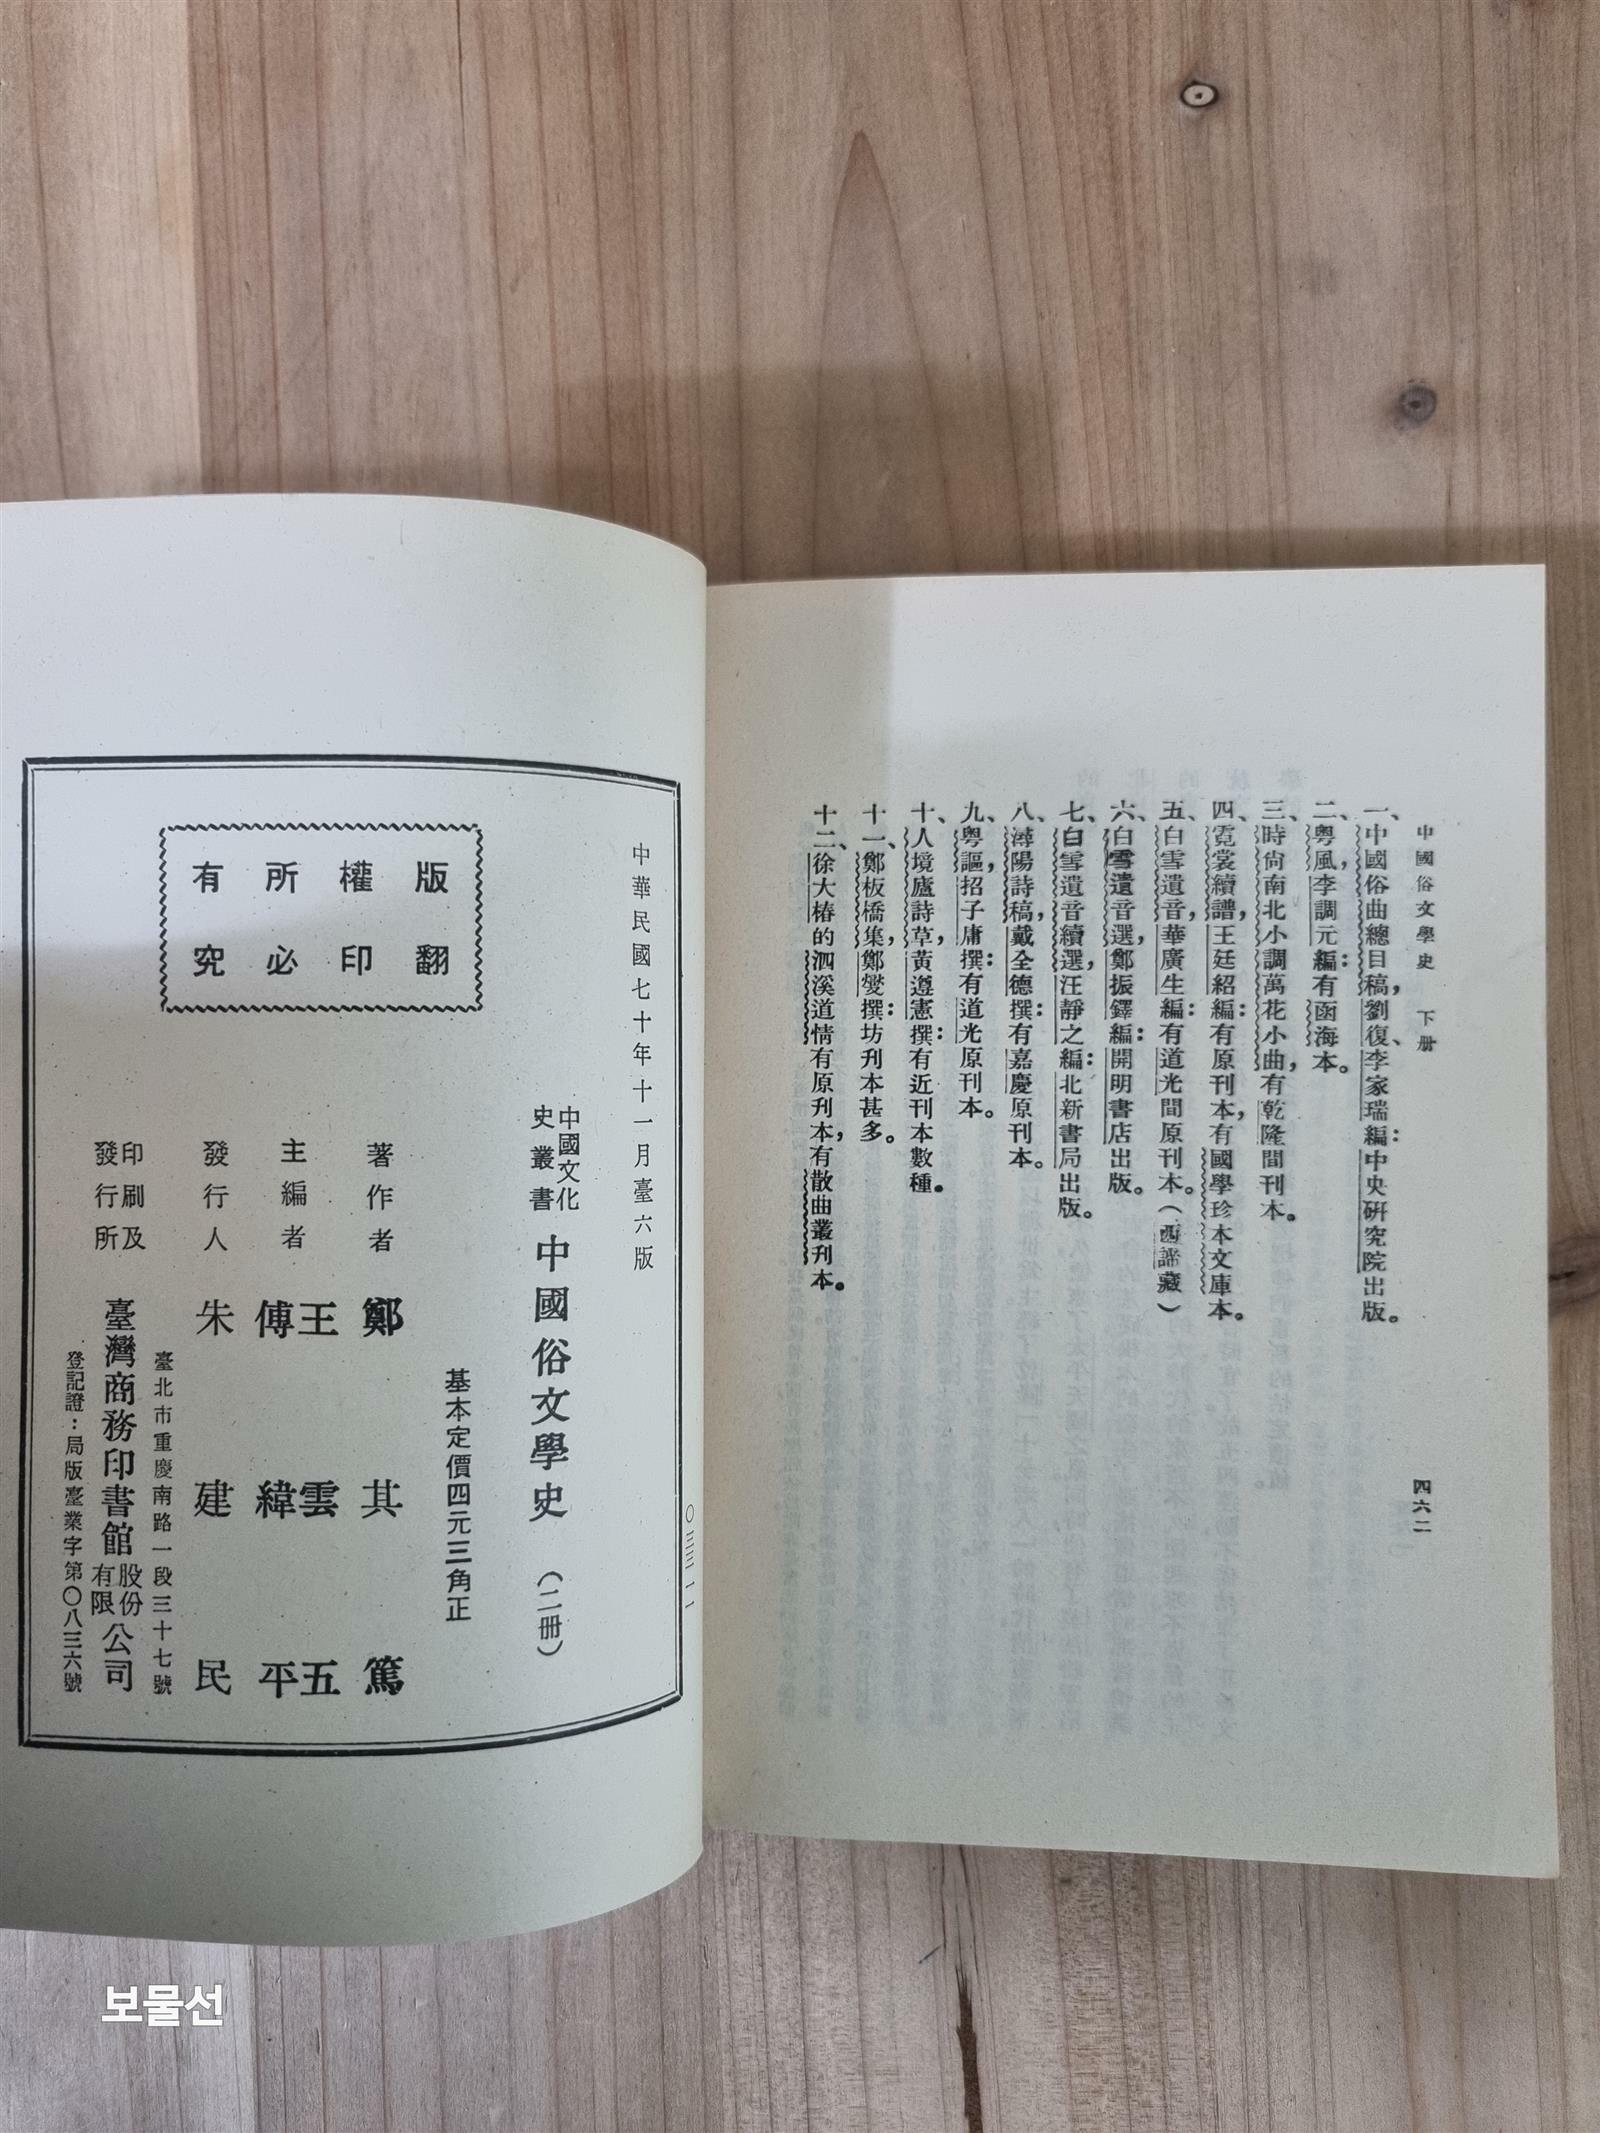 中國俗文學史　下册
四六二
一、中國俗曲總目稿，劉復、李家瑞編：中央硏究院出版。
二、粤風，李調元編：有函海本。
三、時尙南北小調萬花小曲，有乾隆間刊本。
四、霓裳續譜，王廷紹編：有原刊本，有國學珍本文庫本。
五、白雪遺音，華廣生編：有道光間原刊本。（西諦藏）
六、白雪遺音選，鄭振鐸編：開明書店出版。
七、白雪遺音續選，汪靜之編：北新書局出版。
八、潯陽詩稿，戴全德撰：有嘉慶原刊本。
九、粤謳，招子庸撰：有道光原刊本。
十、人境廬詩草，黃遵憲撰：有近刊本數種。
十一、鄭板橋集，鄭燮撰：坊刋本甚多。
十二、徐大椿的泗溪道情有原刋本，有散曲叢刋本。
中華民國七十年十一月臺六版
版權所有
翻印必究
中國文化
史叢書
中國俗文學史（二册）
基本定價四元三角正
著作者　鄭其篤
主編者　王雲五
傅緯平
發行人　朱建民
印刷及
發行所
臺灣商務印書館股份有限公司
臺北市重慶南路一段三十七號
登記證：局版臺業字第〇八三六號
보물선